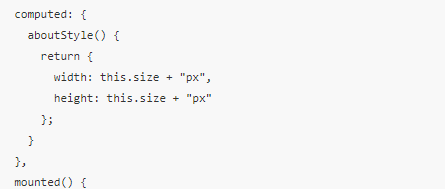 computed: {
  aboutStyle() {
    return {
      width: this.size + "px",
      height: this.size + "px"
    };
  }
},
mounted() {